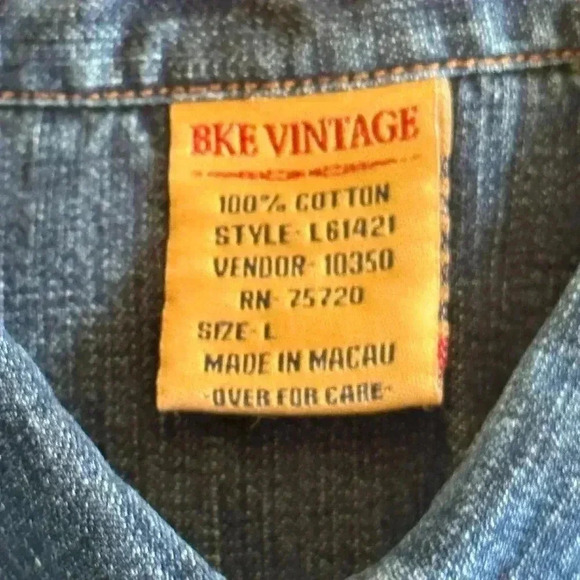 BKE VINTAGE
100% COTTON
STYLE- L61421
VENDOR- 10350
RN- 75720
SIZE- L
MADE IN MACAU
-OVER FOR CARE-